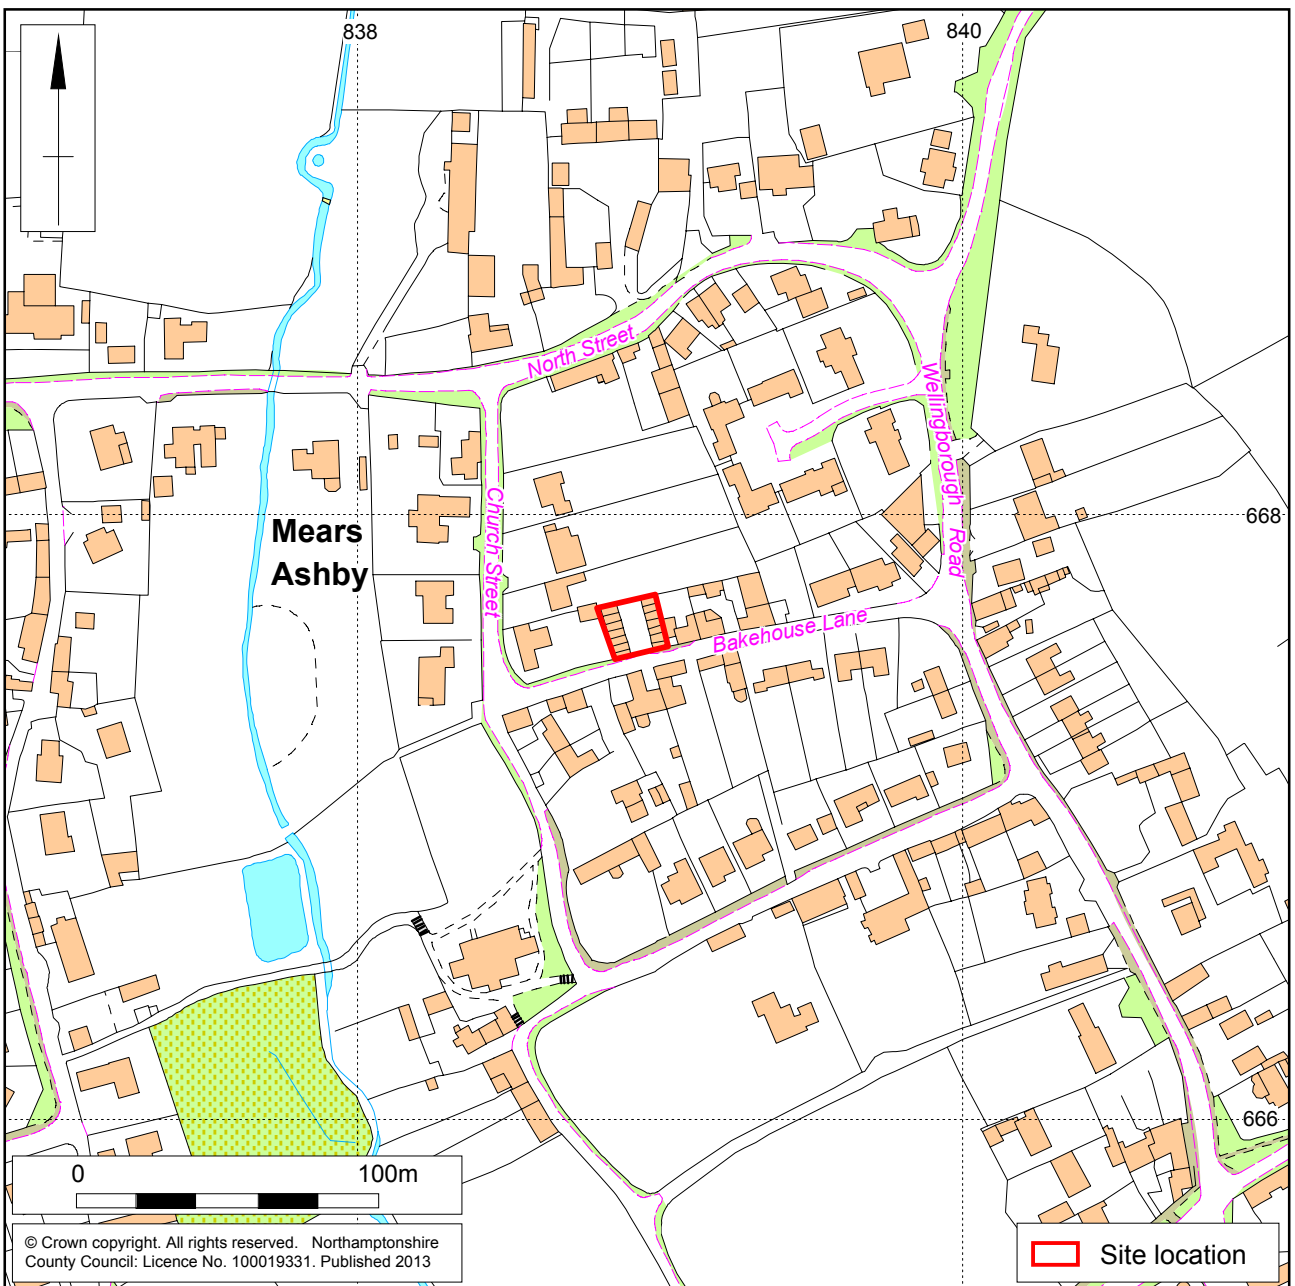 838
840
North Street
Wellingborough Road
Church Street
668
Mears
Ashby
Bakehouse Lane
666
0 100m
© Crown copyright. All rights reserved. Northamptonshire
County Council: Licence No. 100019331. Published 2013
Site location